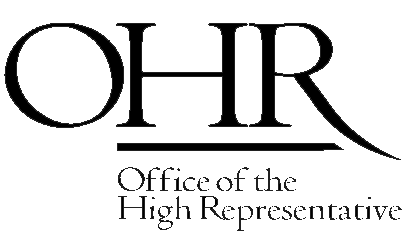 OHR
Office of the
High Representative